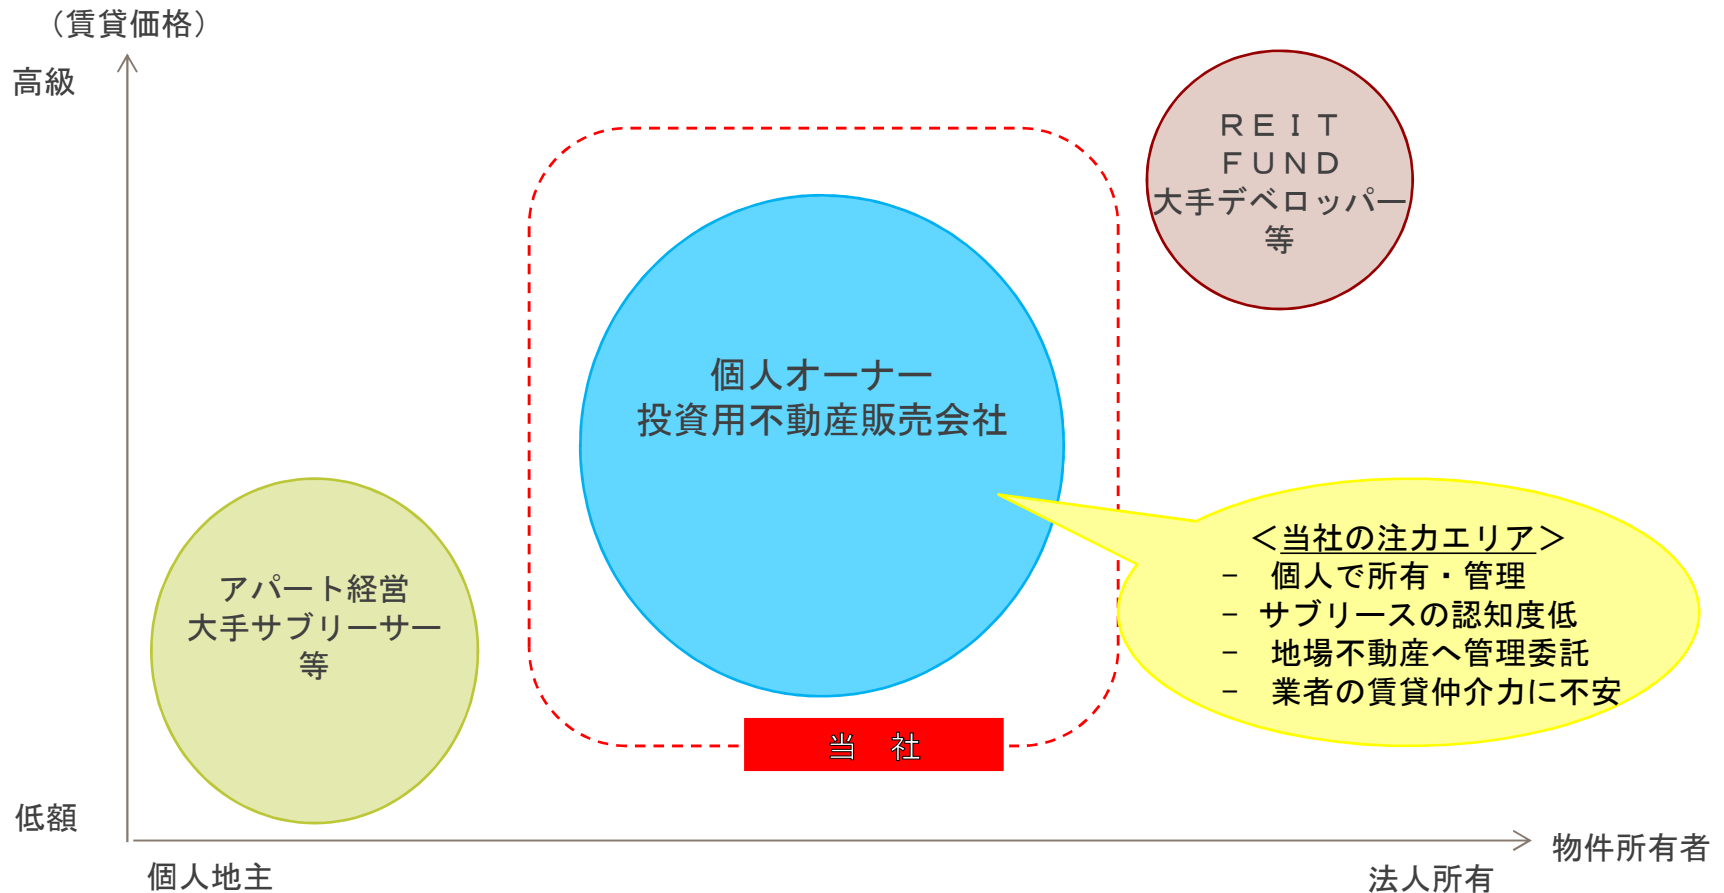 （賃貸価格）
高級
ＲＥＩＴ
ＦＵＮＤ
大手デベロッパー
等
個人オーナー
投資用不動産販売会社
＜当社の注力エリア＞
－　個人で所有・管理
－ サブリースの認知度低
－　地場不動産へ管理委託
－　業者の賃貸仲介力に不安
アパート経営
大手サブリーサー
等
当　社
低額
個人地主
法人所有
物件所有者